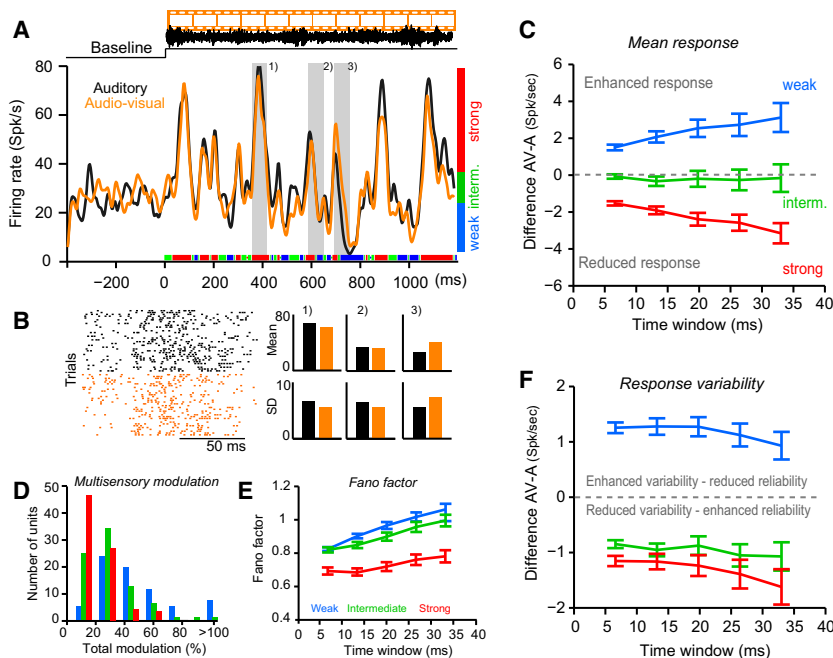 A
Baseline
80
60
40
20
0
Firing rate (Spk/s)
Auditory
Audio-visual
1)
2)
3)
strong
interm.
weak
−200
0
200
400
600
800
1000
(ms)
B
Trials
50 ms
1)
2)
3)
80
Mean
0
10
SD
0
C
Mean response
6
4
2
0
−2
−4
−6
Difference AV-A (Spk/sec)
Enhanced response
Reduced response
weak
interm.
strong
0
5
10
15
20
25
30
35
40
Time window (ms)
D
Multisensory modulation
50
40
30
20
10
0
Number of units
0
20
40
60
80
>100
Total modulation (%)
E
Fano factor
1.2
1
0.8
0.6
0.4
Fano factor
Weak
Intermediate
Strong
0
5
10
15
20
25
30
35
40
Time window (ms)
F
Response variability
2
1
0
−1
−2
Difference AV-A (Spk/sec)
Enhanced variability - reduced reliability
Reduced variability - enhanced reliability
0
5
10
15
20
25
30
35
40
Time window (ms)